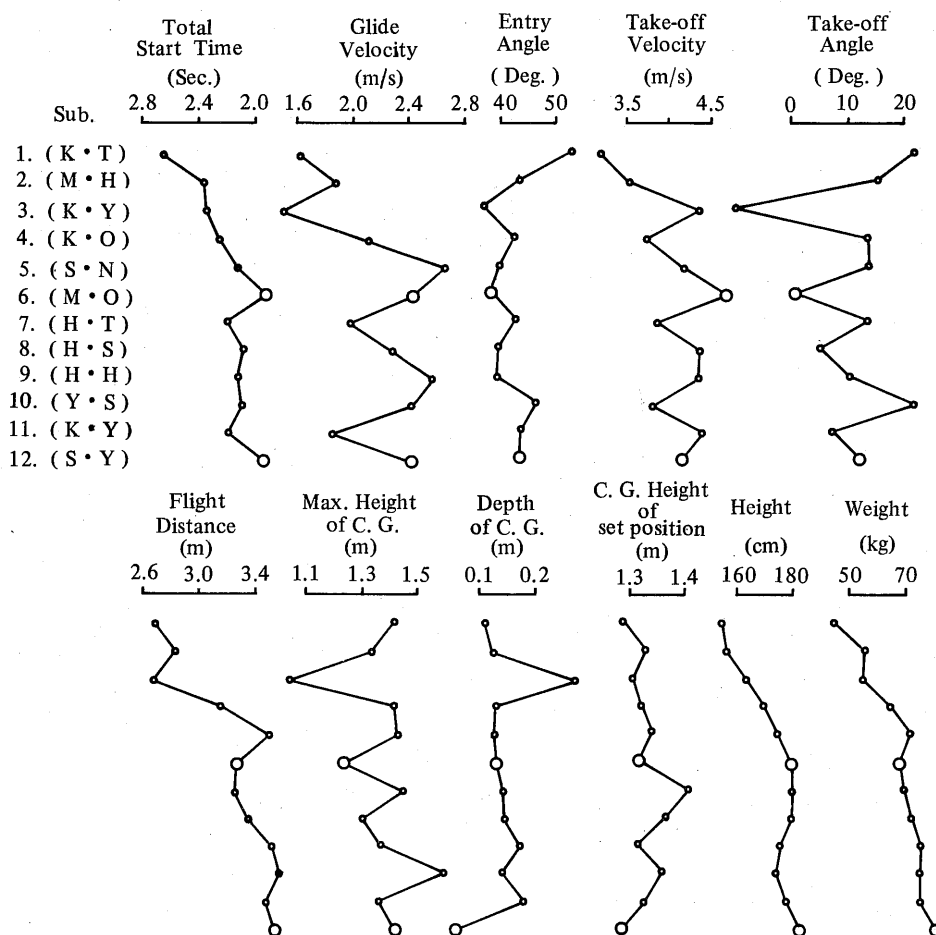 Total Start Time (Sec.)
2.8 2.4 2.0
Glide Velocity (m/s)
1.6 2.0 2.4 2.8
Entry Angle (Deg.)
40 50
Take-off Velocity (m/s)
3.5 4.5
Take-off Angle (Deg.)
0 10 20
Sub.
1. (K・T)
2. (M・H)
3. (K・Y)
4. (K・O)
5. (S・N)
6. (M・O)
7. (H・T)
8. (H・S)
9. (H・H)
10. (Y・S)
11. (K・Y)
12. (S・Y)
Flight Distance (m)
2.6 3.0 3.4
Max. Height of C. G. (m)
1.1 1.3 1.5
Depth of C. G. (m)
0.1 0.2
C. G. Height of set position (m)
1.3 1.4
Height (cm)
160 180
Weight (kg)
50 70